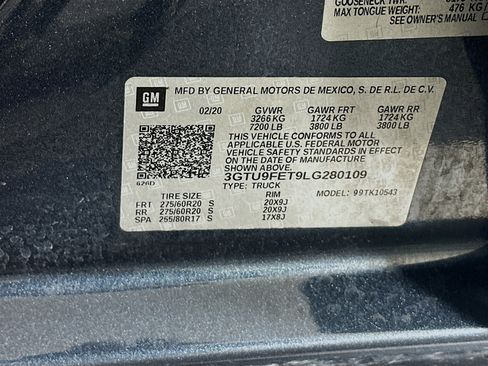 GOOSENECK TWR:
MAX TONGUE WEIGHT: 476 KG/
SEE OWNER'S MANUAL
GM
MFD BY GENERAL MOTORS DE MEXICO, S. DE R.L. DE C.V.
02/20 GVWR GAWR FRT GAWR RR
3266 KG 1724 KG 1724 KG
7200 LB 3800 LB 3800 LB
THIS VEHICLE CONFORMS TO ALL
APPLICABLE U.S. FEDERAL MOTOR
VEHICLE SAFETY STANDARDS IN
EFFECT ON THE DATE OF
MANUFACTURE SHOWN ABOVE.
3GTU9FET9LG280109
TYPE: TRUCK 99TK10543
626D
TIRE SIZE RIM
FRT 275/60R20 S 20X9J
RR 275/60R20 S 20X9J
SPA 255/80R17 S 17X8J